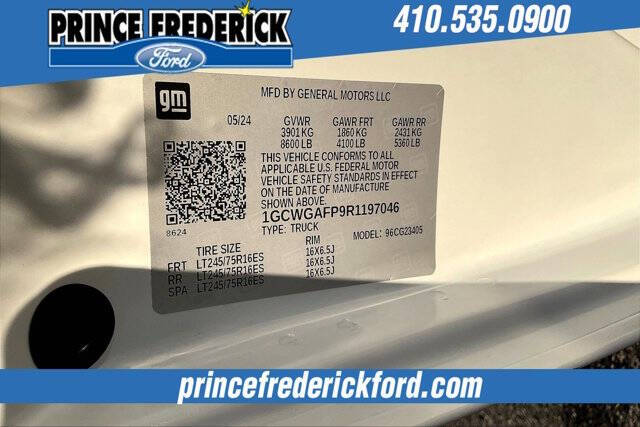 PRINCE FREDERICK
Ford
410.535.0900
gm
MFD BY GENERAL MOTORS LLC
05/24 GVWR GAWR FRT GAWR RR
3901 KG 1860 KG 2431 KG
8600 LB 4100 LB 5360 LB
THIS VEHICLE CONFORMS TO ALL
APPLICABLE U.S. FEDERAL MOTOR
VEHICLE SAFETY STANDARDS IN EFFECT
ON THE DATE OF MANUFACTURE
SHOWN ABOVE.
1GCWGAFP9R1197046
8624
TYPE: TRUCK MODEL: 96CG23405
TIRE SIZE RIM
FRT LT245/75R16ES 16X6.5J
RR LT245/75R16ES 16X6.5J
SPA LT245/75R16ES 16X6.5J
princefrederickford.com